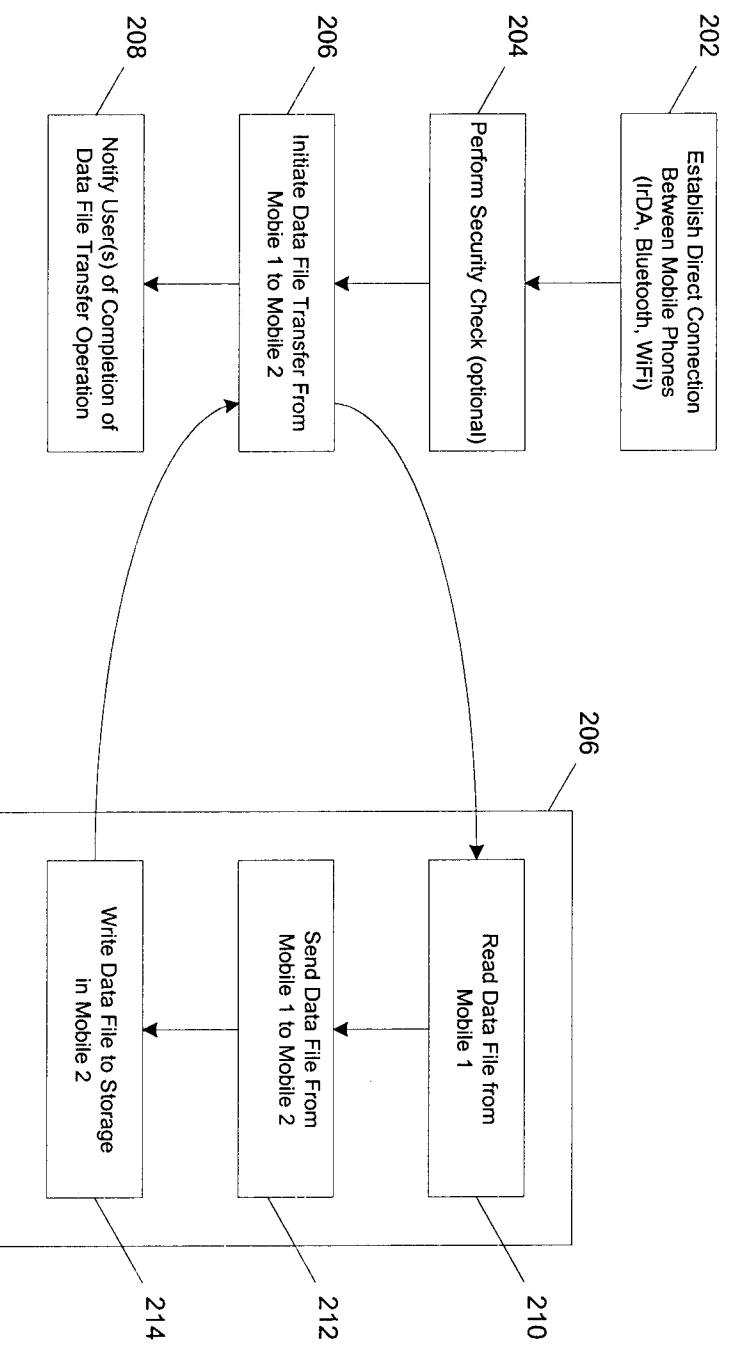 202
Establish Direct Connection
Between Mobile Phones
(IrDA, Bluetooth, WiFi)
204
Perform Security Check (optional)
206
Initiate Data File Transfer From
Mobie 1 to Mobile 2
208
Notify User(s) of Completion of
Data File Transfer Operation
206
Read Data File from
Mobile 1
210
Send Data File From
Mobile 1 to Mobile 2
212
Write Data File to Storage
in Mobile 2
214